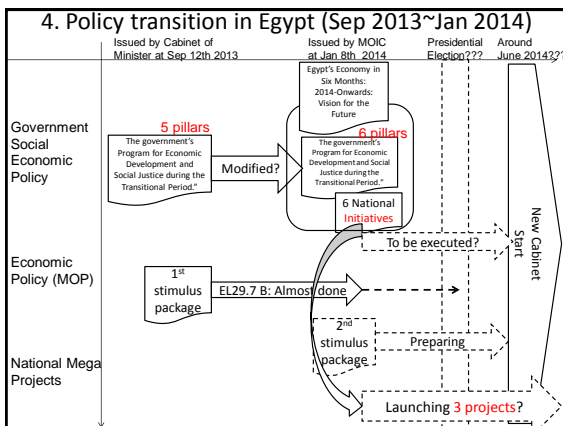 4. Policy transition in Egypt (Sep 2013~Jan 2014)
Issued by Cabinet of
Minister at Sep 12th 2013
Issued by MOIC
at Jan 8th 2014
Presidential
Election???
Around
June 2014???
Egypt's Economy in
Six Months:
2014-Onwards:
Vision for the
Future
Government
Social
Economic
Policy
5 pillars
The government's
Program for Economic
Development and
Social Justice during the
Transitional Period."
Modified?
6 pillars
The government's
Program for Economic
Development and Social
Justice during the
Transitional Period."
6 National
Initiatives
To be executed?
Start
New Cabinet
Economic
Policy (MOP)
1st
stimulus
package
EL29.7 B: Almost done
2nd
stimulus
package
Preparing
National Mega
Projects
Launching 3 projects?